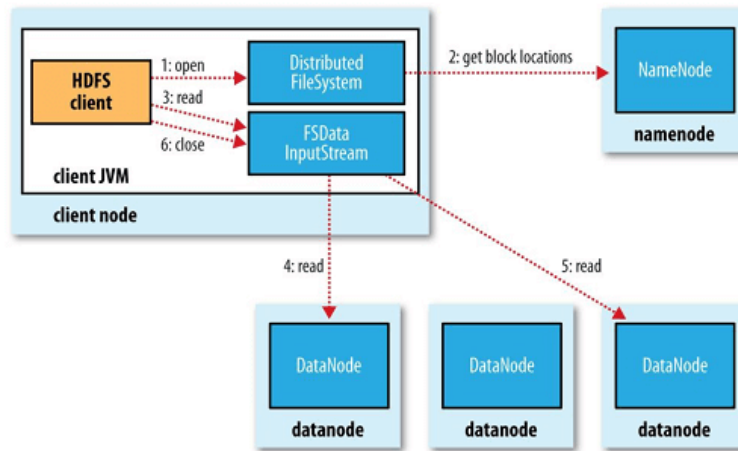 1: open
Distributed
FileSystem
2: get block locations
NameNode
HDFS
client
3: read
namenode
6: close
FSData
InputStream
client JVM
client node
4: read
5: read
DataNode
DataNode
DataNode
datanode
datanode
datanode